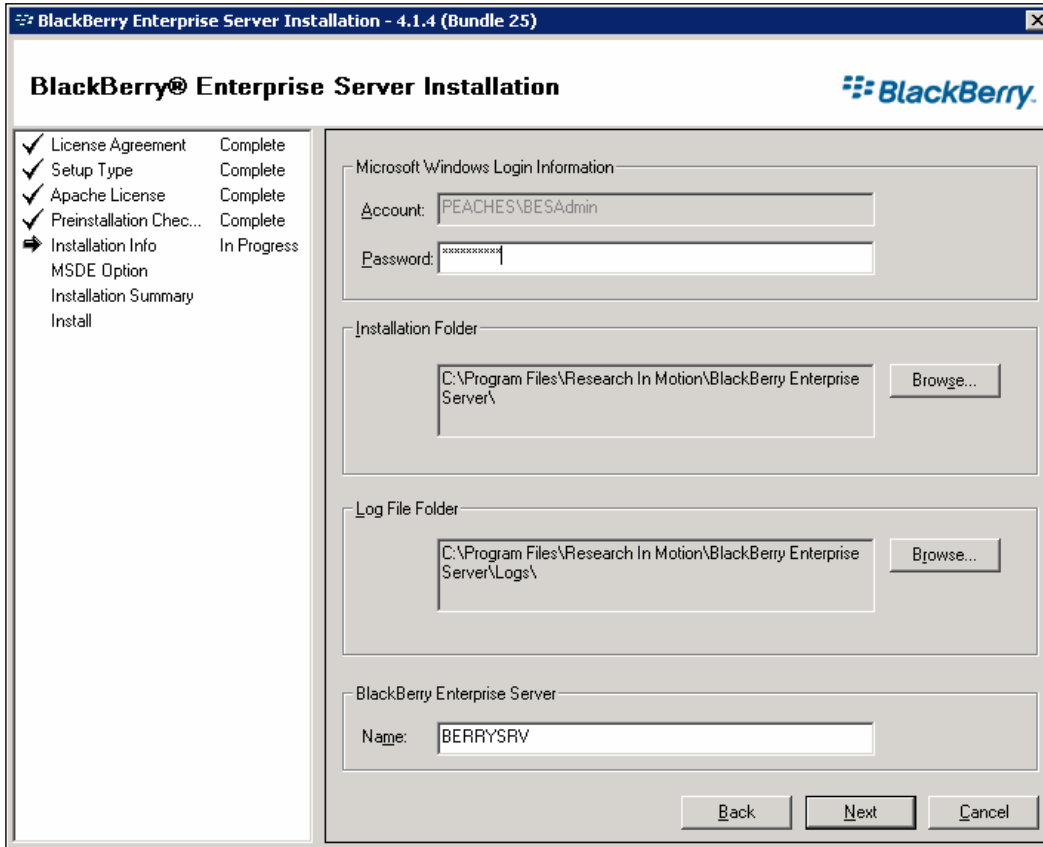 BlackBerry Enterprise Server Installation - 4.1.4 (Bundle 25)
BlackBerry® Enterprise Server Installation
BlackBerry
License Agreement Complete
Setup Type Complete
Apache License Complete
Preinstallation Chec... Complete
Installation Info In Progress
MSDE Option
Installation Summary
Install
Microsoft Windows Login Information
Account: PEACHES\BESAdmin
Password: **********
Installation Folder
C:\Program Files\Research In Motion\BlackBerry Enterprise
Server\
Browse...
Log File Folder
C:\Program Files\Research In Motion\BlackBerry Enterprise
Server\Logs\
Browse...
BlackBerry Enterprise Server
Name: BERRYSRV
Back Next Cancel